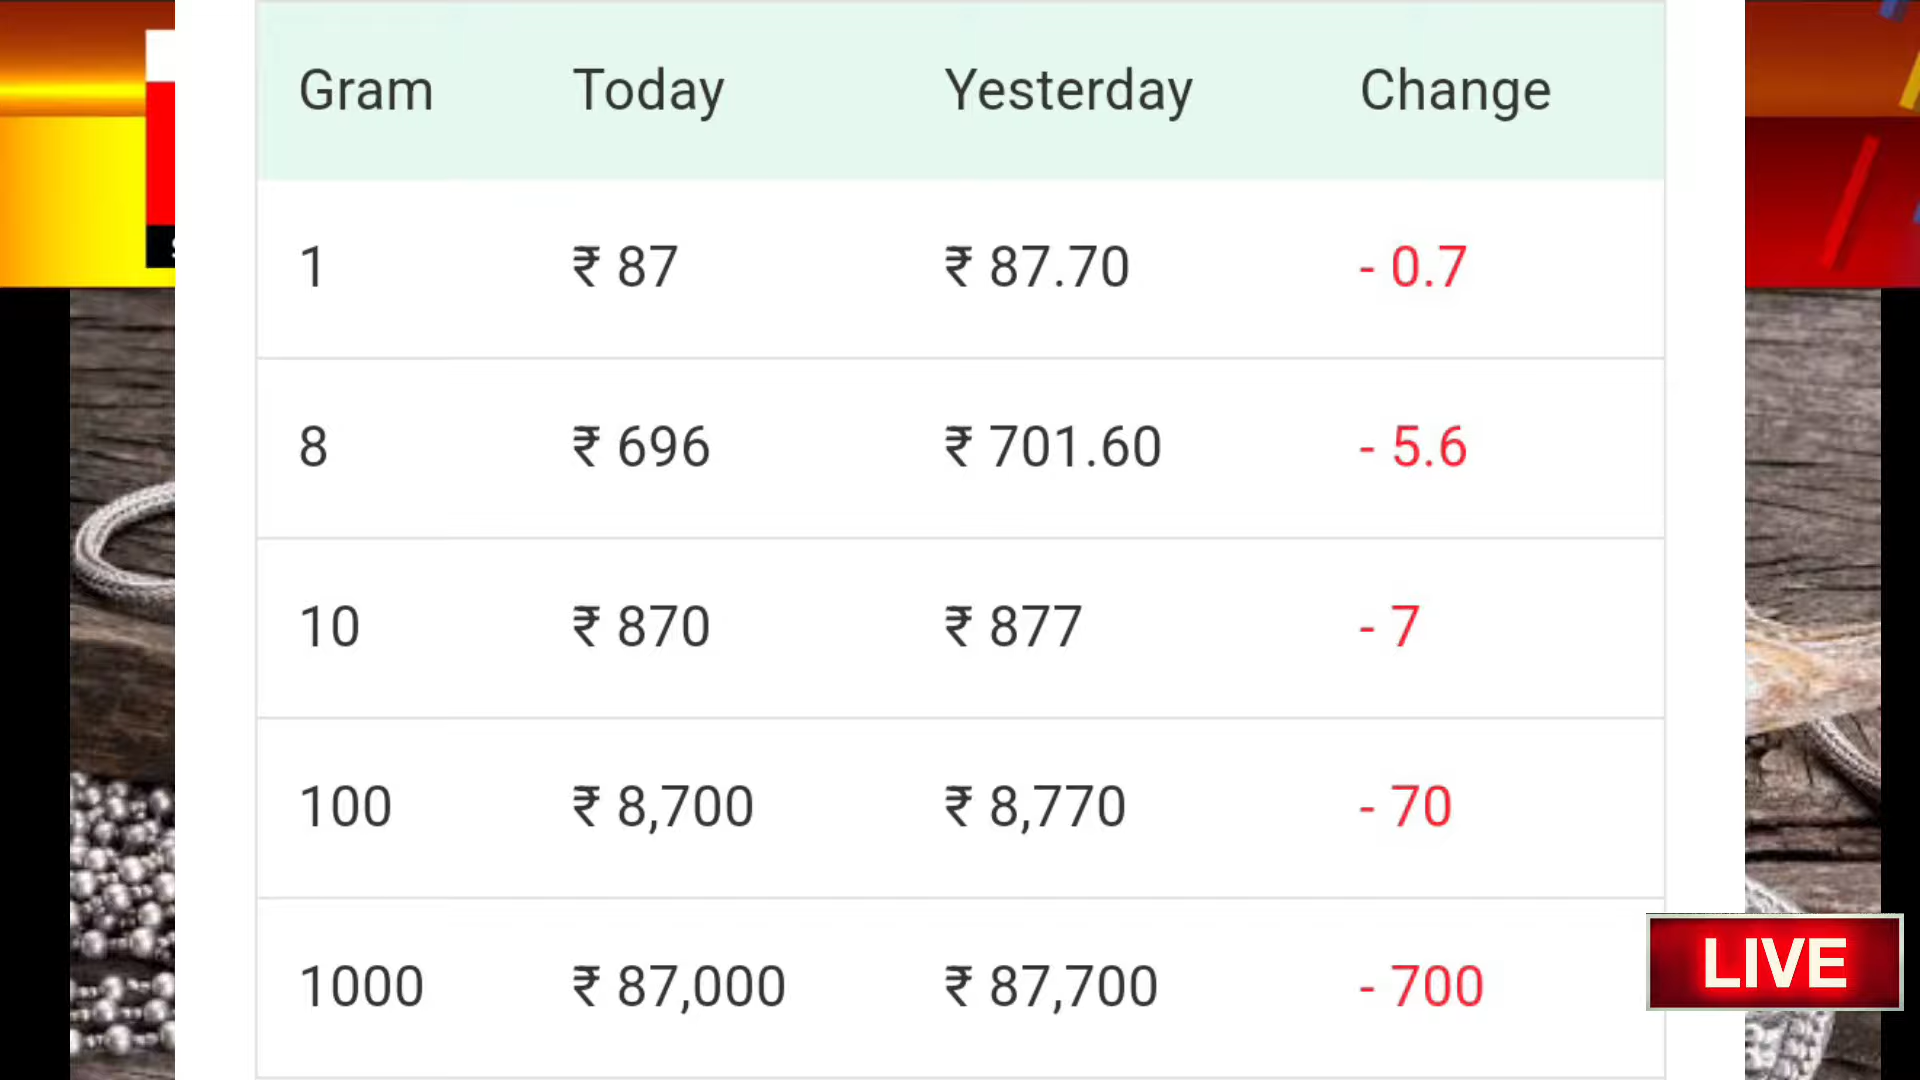 Gram Today Yesterday Change
1 ₹ 87 ₹ 87.70 - 0.7
8 ₹ 696 ₹ 701.60 - 5.6
10 ₹ 870 ₹ 877 - 7
100 ₹ 8,700 ₹ 8,770 - 70
1000 ₹ 87,000 ₹ 87,700 - 700
LIVE